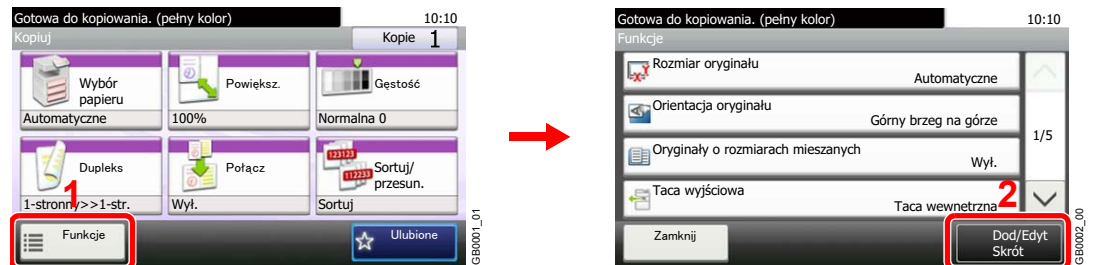 Gotowa do kopiowania. (pełny kolor)
10:10
Kopiuj
Kopie 1
Wybór
papieru
Automatyczne
Powiększ.
100%
Gęstość
Normalna 0
Dupleks
1-stronny>>1-str.
Połącz
Wył.
123123
112233
Sortuj/
przesun.
Sortuj
1
Funkcje
Ulubione
GB0001_01
Gotowa do kopiowania. (pełny kolor)
10:10
Funkcje
Rozmiar oryginału
Automatyczne
Orientacja oryginału
Górny brzeg na górze
Oryginały o rozmiarach mieszanych
Wył.
Taca wyjściowa
Taca wewnetrzna
1/5
2
Zamknij
Dod/Edyt
Skrót
GB0002_00